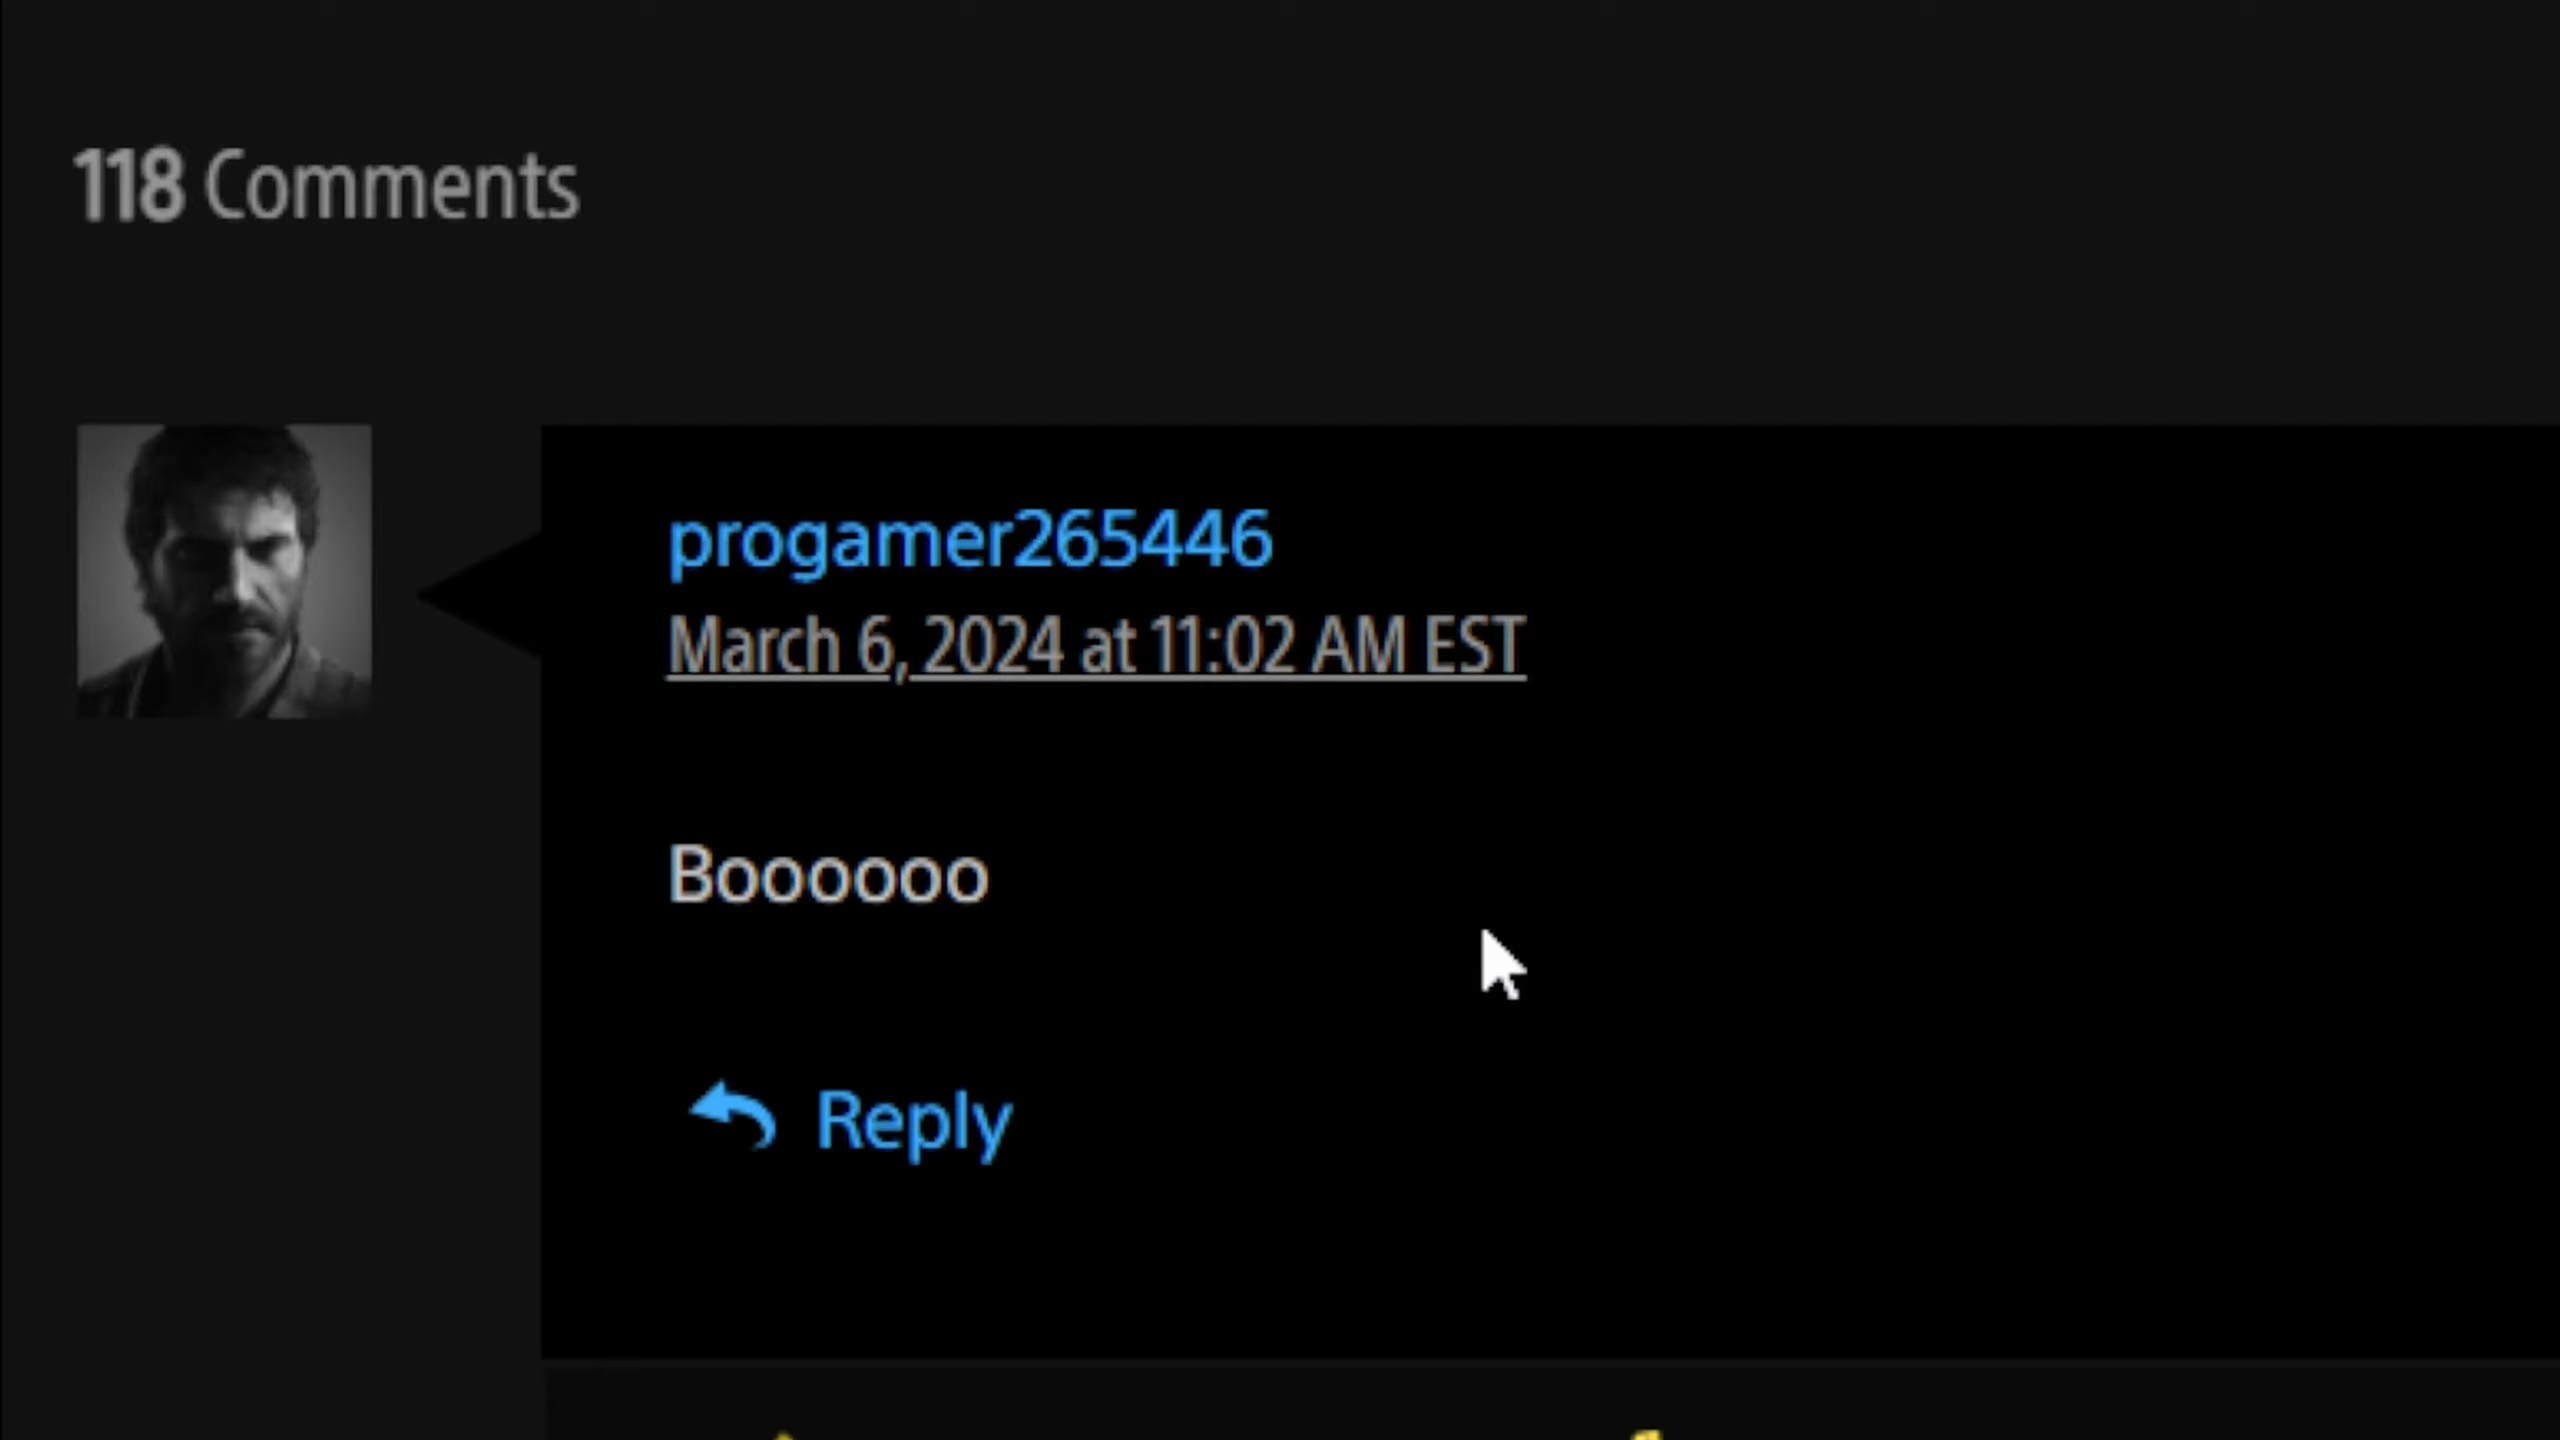 118 Comments
progamer265446
March 6, 2024 at 11:02 AM EST
Boooooo
Reply